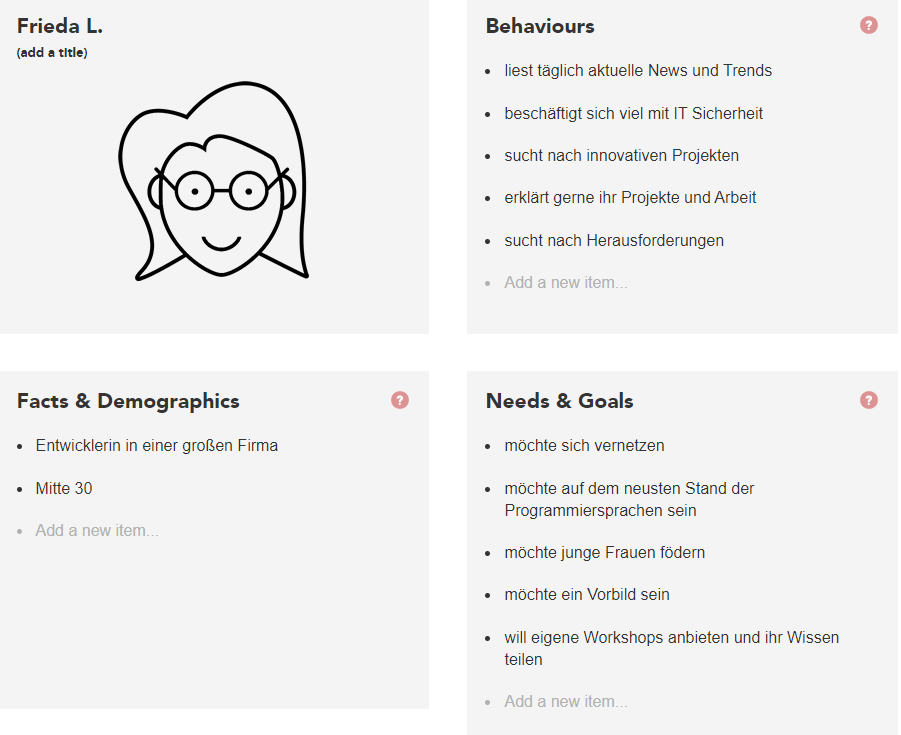 Frieda L.
(add a title)
Behaviours
?
liest täglich aktuelle News und Trends
beschäftigt sich viel mit IT Sicherheit
sucht nach innovativen Projekten
erklärt gerne ihr Projekte und Arbeit
sucht nach Herausforderungen
Add a new item...
Facts & Demographics
?
Entwicklerin in einer großen Firma
Mitte 30
Add a new item...
Needs & Goals
?
möchte sich vernetzen
möchte auf dem neusten Stand der
Programmiersprachen sein
möchte junge Frauen födern
möchte ein Vorbild sein
will eigene Workshops anbieten und ihr Wissen
teilen
Add a new item...